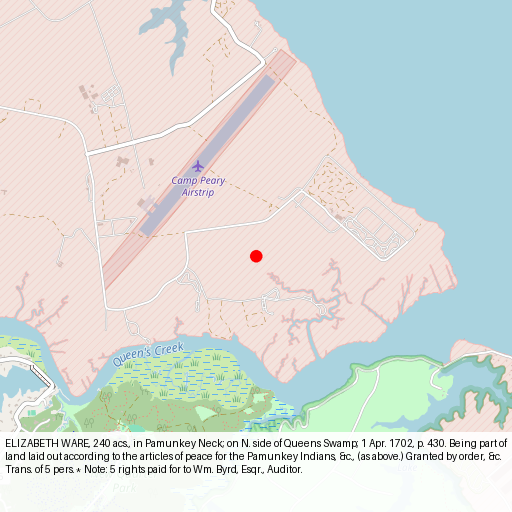 Camp Peary
Airstrip
Queen's Creek
ELIZABETH WARE, 240 acs., in Pamunkey Neck; on N. side of Queens Swamp; 1 Apr. 1702, p. 430. Being part of
land laid out according to the articles of peace for the Pamunkey Indians, &c., (as above.) Granted by order, &c.
Trans. of 5 pers. * Note: 5 rights paid for to Wm. Byrd, Esqr., Auditor.
Park